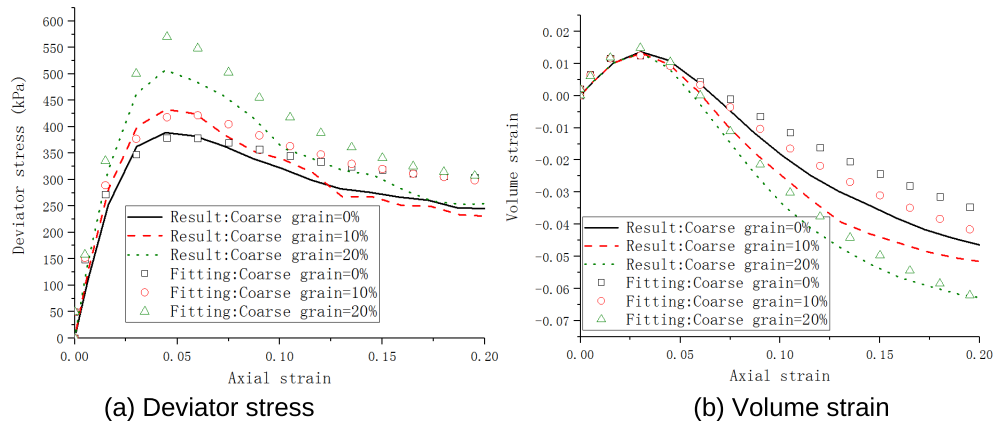 Deviator stress (kPa)
600
550
500
450
400
350
300
250
200
150
100
50
0
Result:Coarse grain=0%
Result:Coarse grain=10%
Result:Coarse grain=20%
Fitting:Coarse grain=0%
Fitting:Coarse grain=10%
Fitting:Coarse grain=20%
0.00 0.05 0.10 0.15 0.20
Axial strain
(a) Deviator stress
Volume strain
0.02
0.01
0.00
-0.01
-0.02
-0.03
-0.04
-0.05
-0.06
-0.07
Result:Coarse grain=0%
Result:Coarse grain=10%
Result:Coarse grain=20%
Fitting:Coarse grain=0%
Fitting:Coarse grain=10%
Fitting:Coarse grain=20%
0.00 0.05 0.10 0.15 0.20
Axial strain
(b) Volume strain